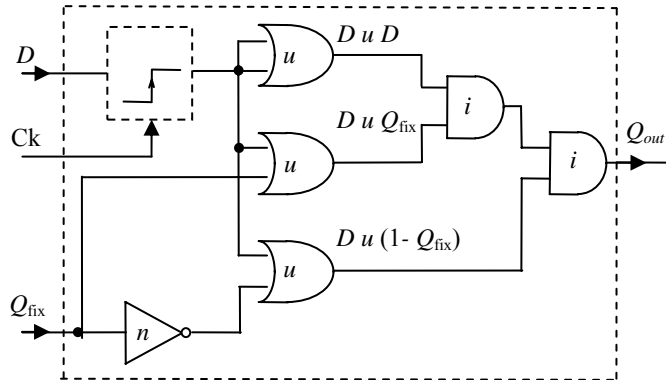 D u D
D
u
i
D u Q_fix
Ck
Q_out
u
i
D u (1- Q_fix)
u
Q_fix
n